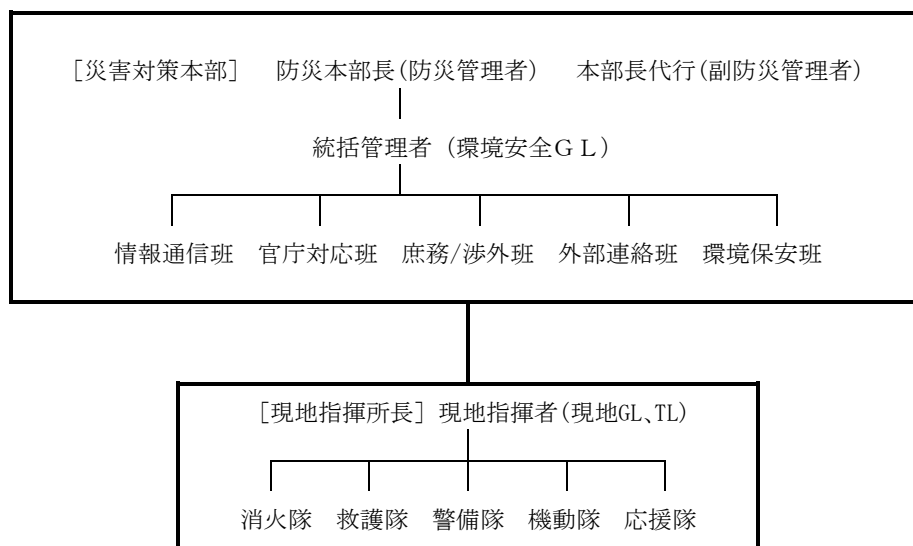 [災害対策本部] 防災本部長(防災管理者) 本部長代行(副防災管理者)
統括管理者 (環境安全ＧＬ)
情報通信班 官庁対応班 庶務/渉外班 外部連絡班 環境保安班
[現地指揮所長] 現地指揮者(現地GL、TL)
消火隊 救護隊 警備隊 機動隊 応援隊